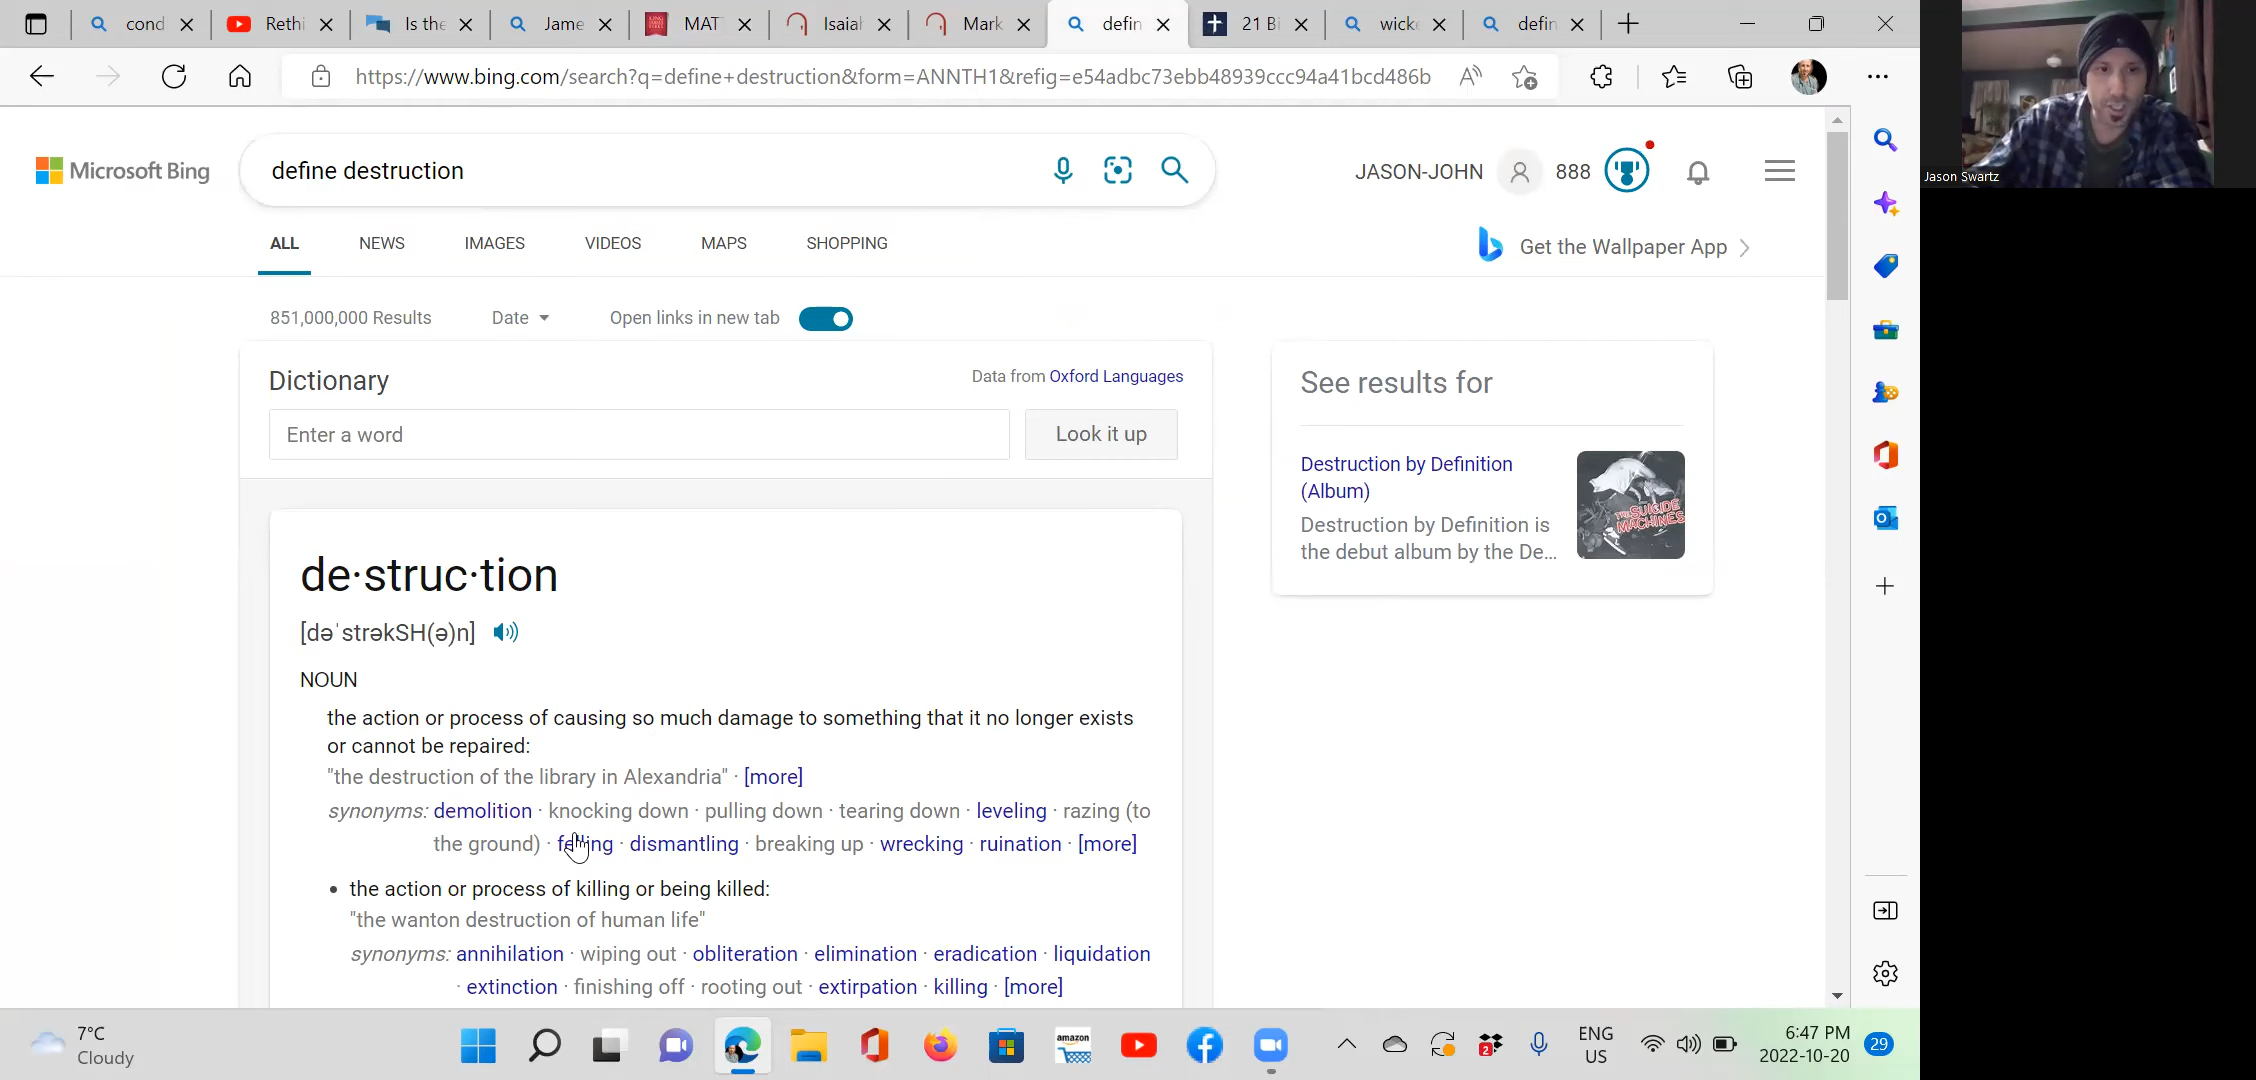 cond
Rethi
Is the
Jame
MAT
Isaiah
Mark
defin
21 Bi
wicke
defin
https://www.bing.com/search?q=define+destruction&form=ANNTH1&refig=e54adbc73ebb48939ccc94a41bcd486b
Jason Swartz
Microsoft Bing
define destruction
JASON-JOHN
888
ALL
NEWS
IMAGES
VIDEOS
MAPS
SHOPPING
Get the Wallpaper App
851,000,000 Results
Date
Open links in new tab
Dictionary
Data from Oxford Languages
Enter a word
Look it up
See results for
Destruction by Definition
(Album)
Destruction by Definition is
the debut album by the De...
THE SUICIDE
MACHINES
de·struc·tion
[dəˈstrəkSH(ə)n]
NOUN
the action or process of causing so much damage to something that it no longer exists
or cannot be repaired:
"the destruction of the library in Alexandria" · [more]
synonyms: demolition · knocking down · pulling down · tearing down · leveling · razing (to
the ground) · felling · dismantling · breaking up · wrecking · ruination · [more]
• the action or process of killing or being killed:
"the wanton destruction of human life"
synonyms: annihilation · wiping out · obliteration · elimination · eradication · liquidation
· extinction · finishing off · rooting out · extirpation · killing · [more]
7°C
Cloudy
amazon
2
ENG
US
6:47 PM
2022-10-20
29